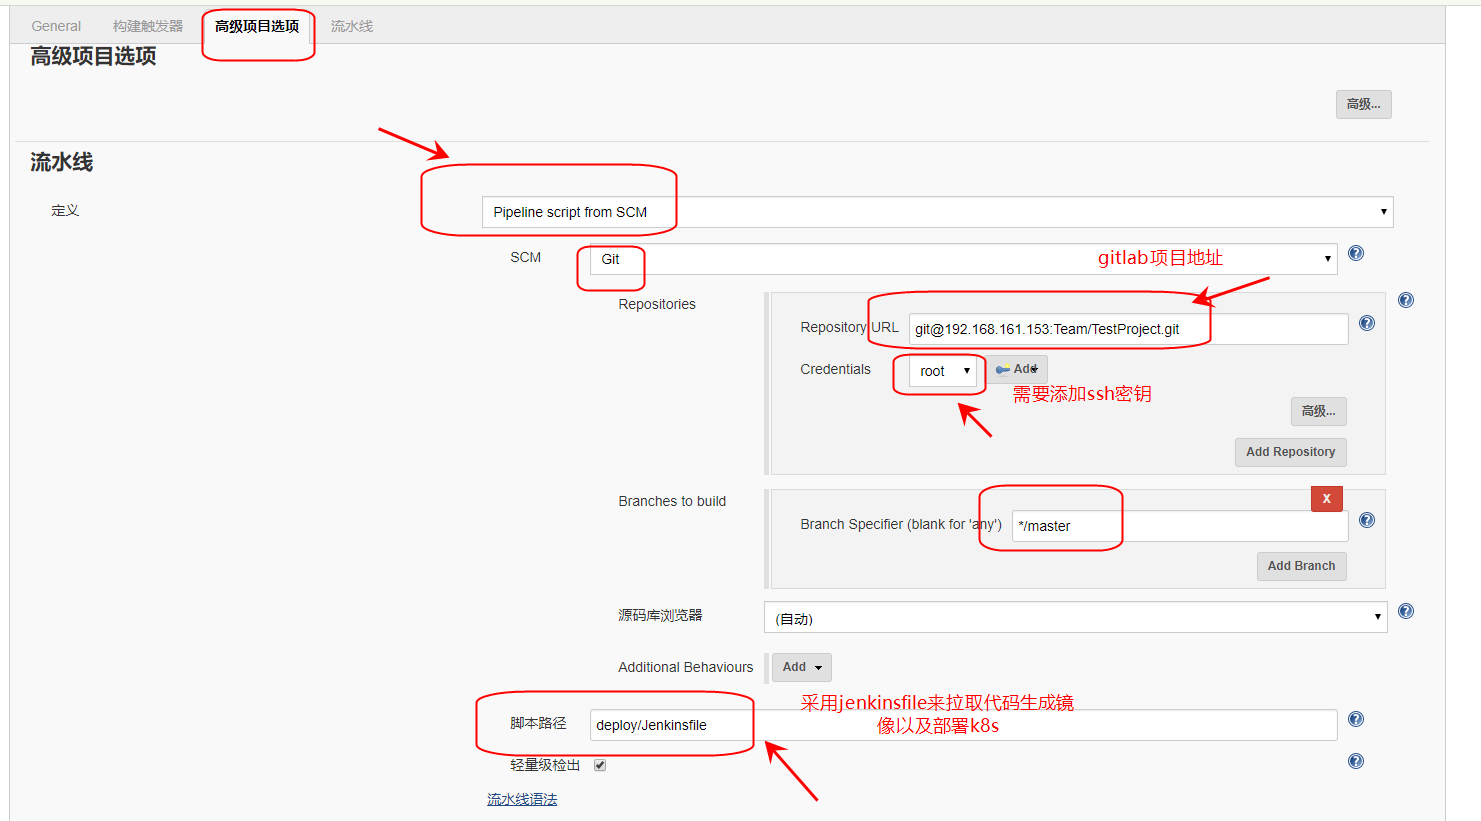 General 构建触发器 高级项目选项 流水线
高级项目选项
高级...
流水线
定义
Pipeline script from SCM
SCM
Git
gitlab项目地址
Repositories
Repository URL
git@192.168.161.153:Team/TestProject.git
Credentials
root
Add
需要添加ssh密钥
高级...
Add Repository
Branches to build
X
Branch Specifier (blank for 'any')
*/master
Add Branch
源码库浏览器
(自动)
Additional Behaviours
Add
采用jenkinsfile来拉取代码生成镜
像以及部署k8s
脚本路径
deploy/Jenkinsfile
轻量级检出
流水线语法